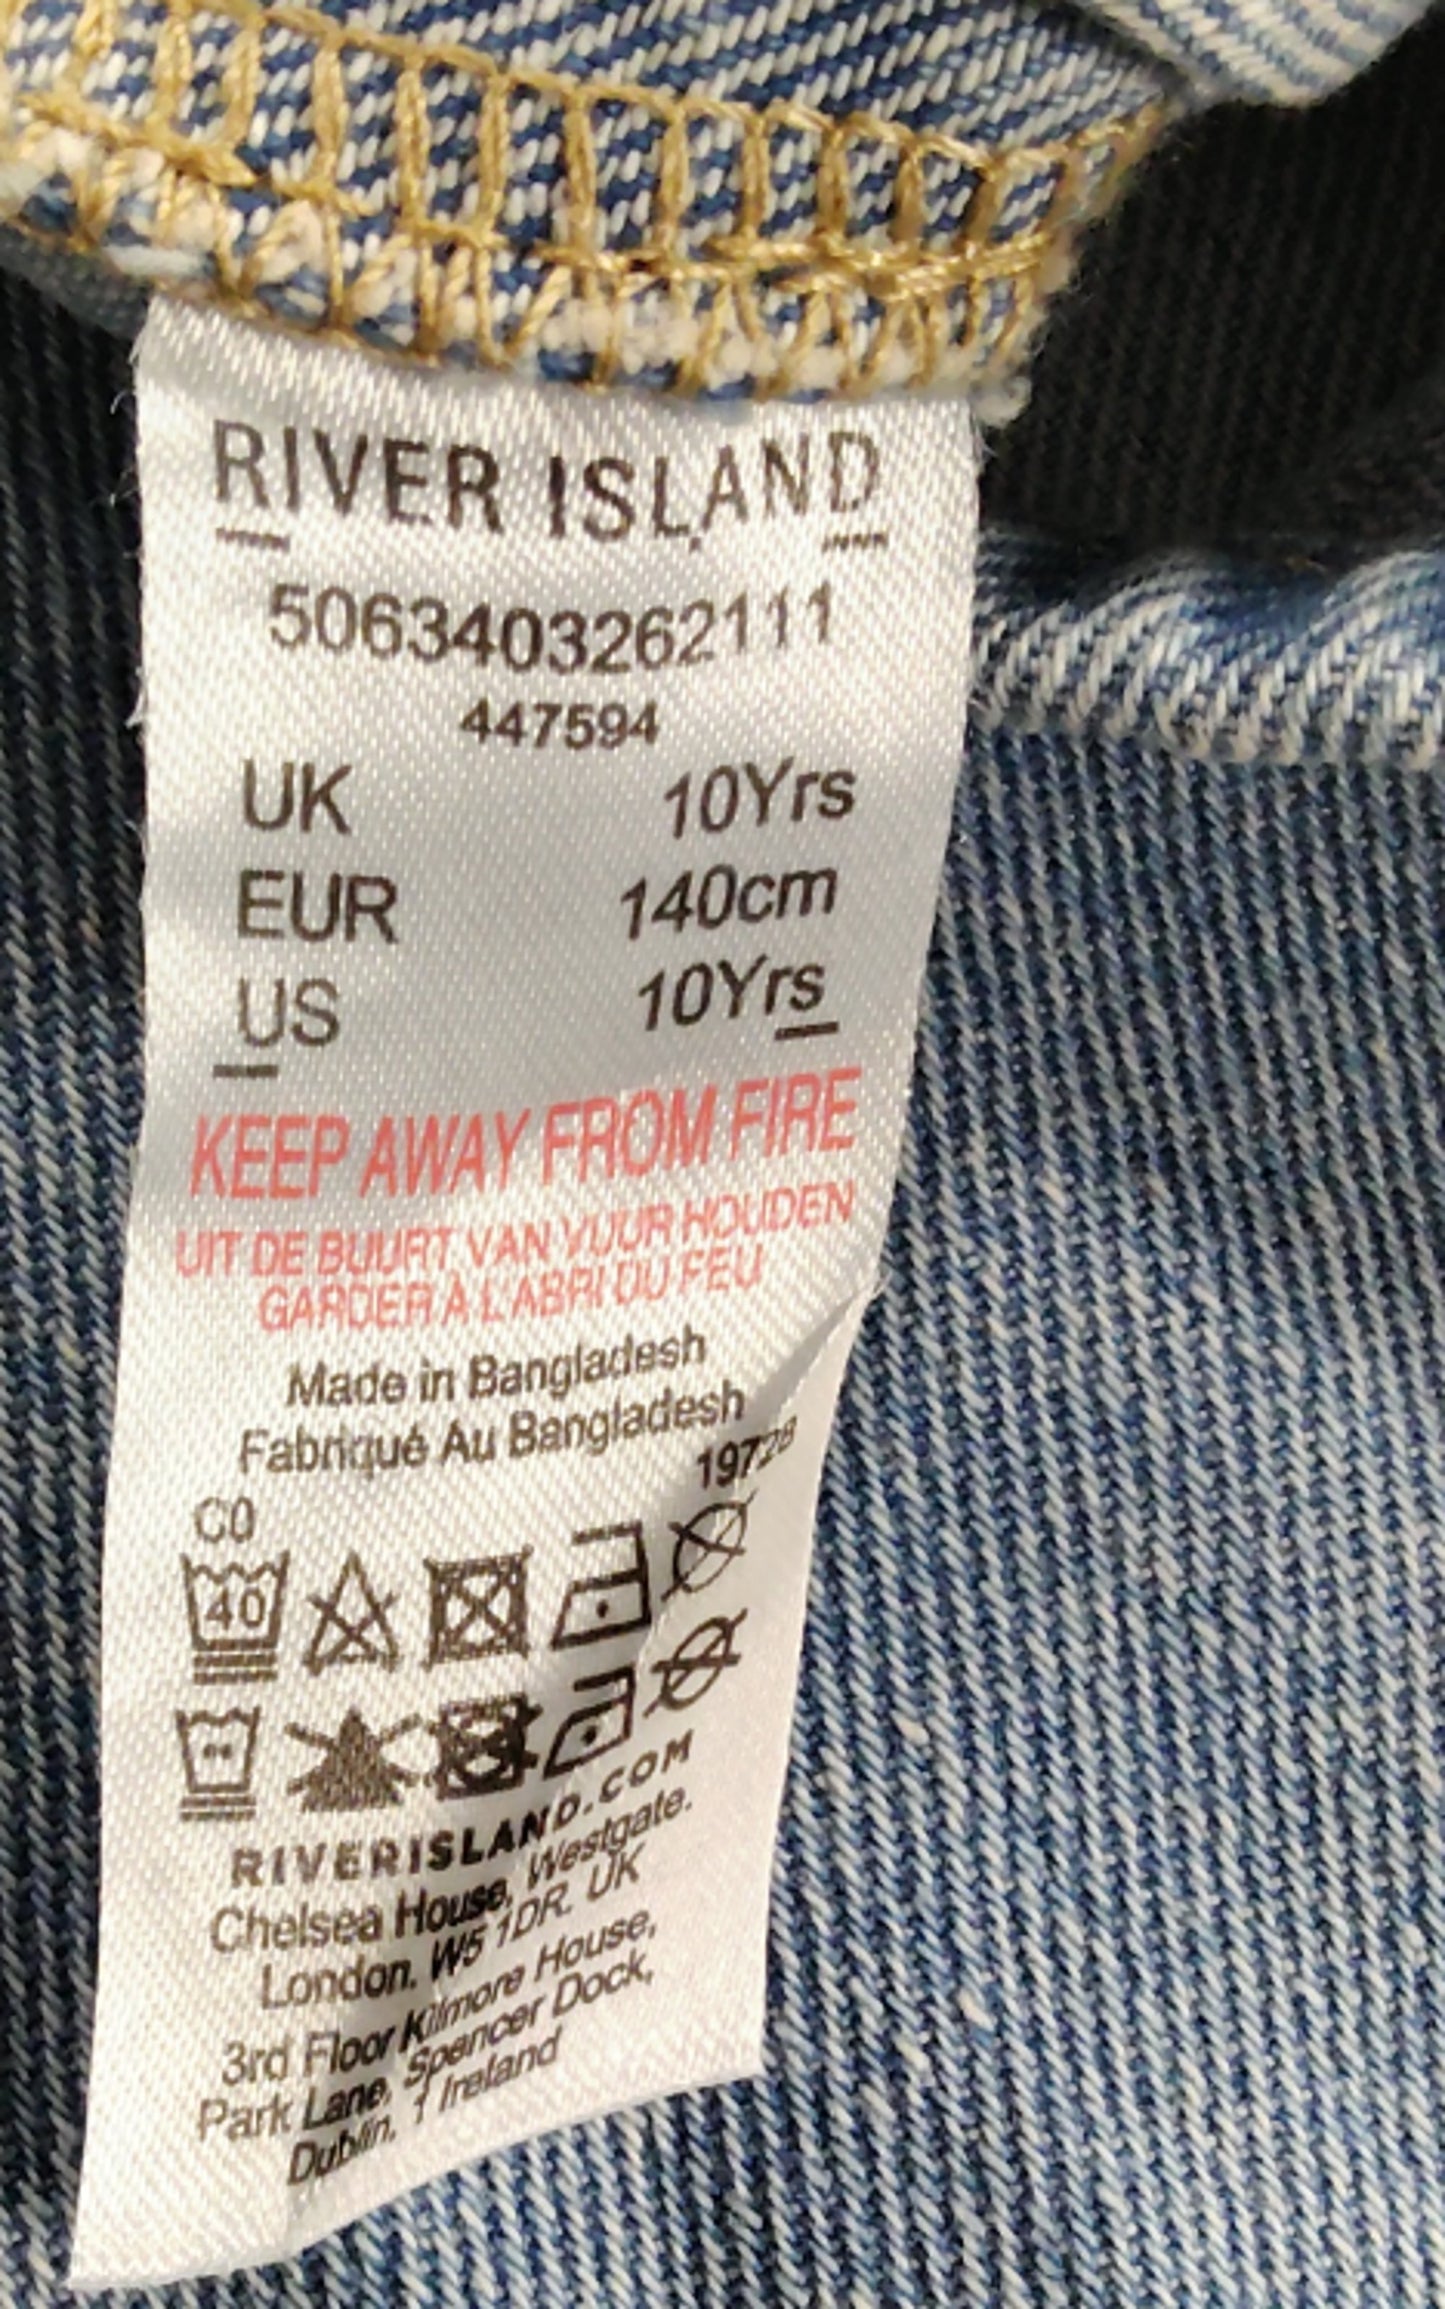 RIVER ISLAND
5063403262111
447594
UK 10Yrs
EUR 140cm
US 10Yrs
KEEP AWAY FROM FIRE
UIT DE BUURT VAN VUUR HOUDEN
GARDER À L'ABRI DU FEU
Made in Bangladesh
Fabriqué Au Bangladesh
19728
C0
40
RIVERISLAND.COM
Chelsea House, Westgate.
London. W5 1DR. UK
3rd Floor Kilmore House,
Park Lane, Spencer Dock,
Dublin, 1 Ireland